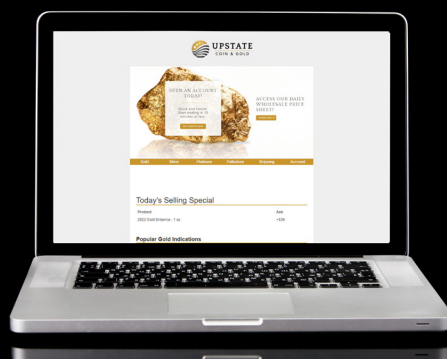 UPSTATE
COIN & GOLD
OPEN AN ACCOUNT
TODAY!
ACCESS OUR DAILY
WHOLESALE PRICE
SHEET!
Gold Silver Platinum Palladium Shipping Account
Today's Selling Special
Product Ask
Popular Gold Indications